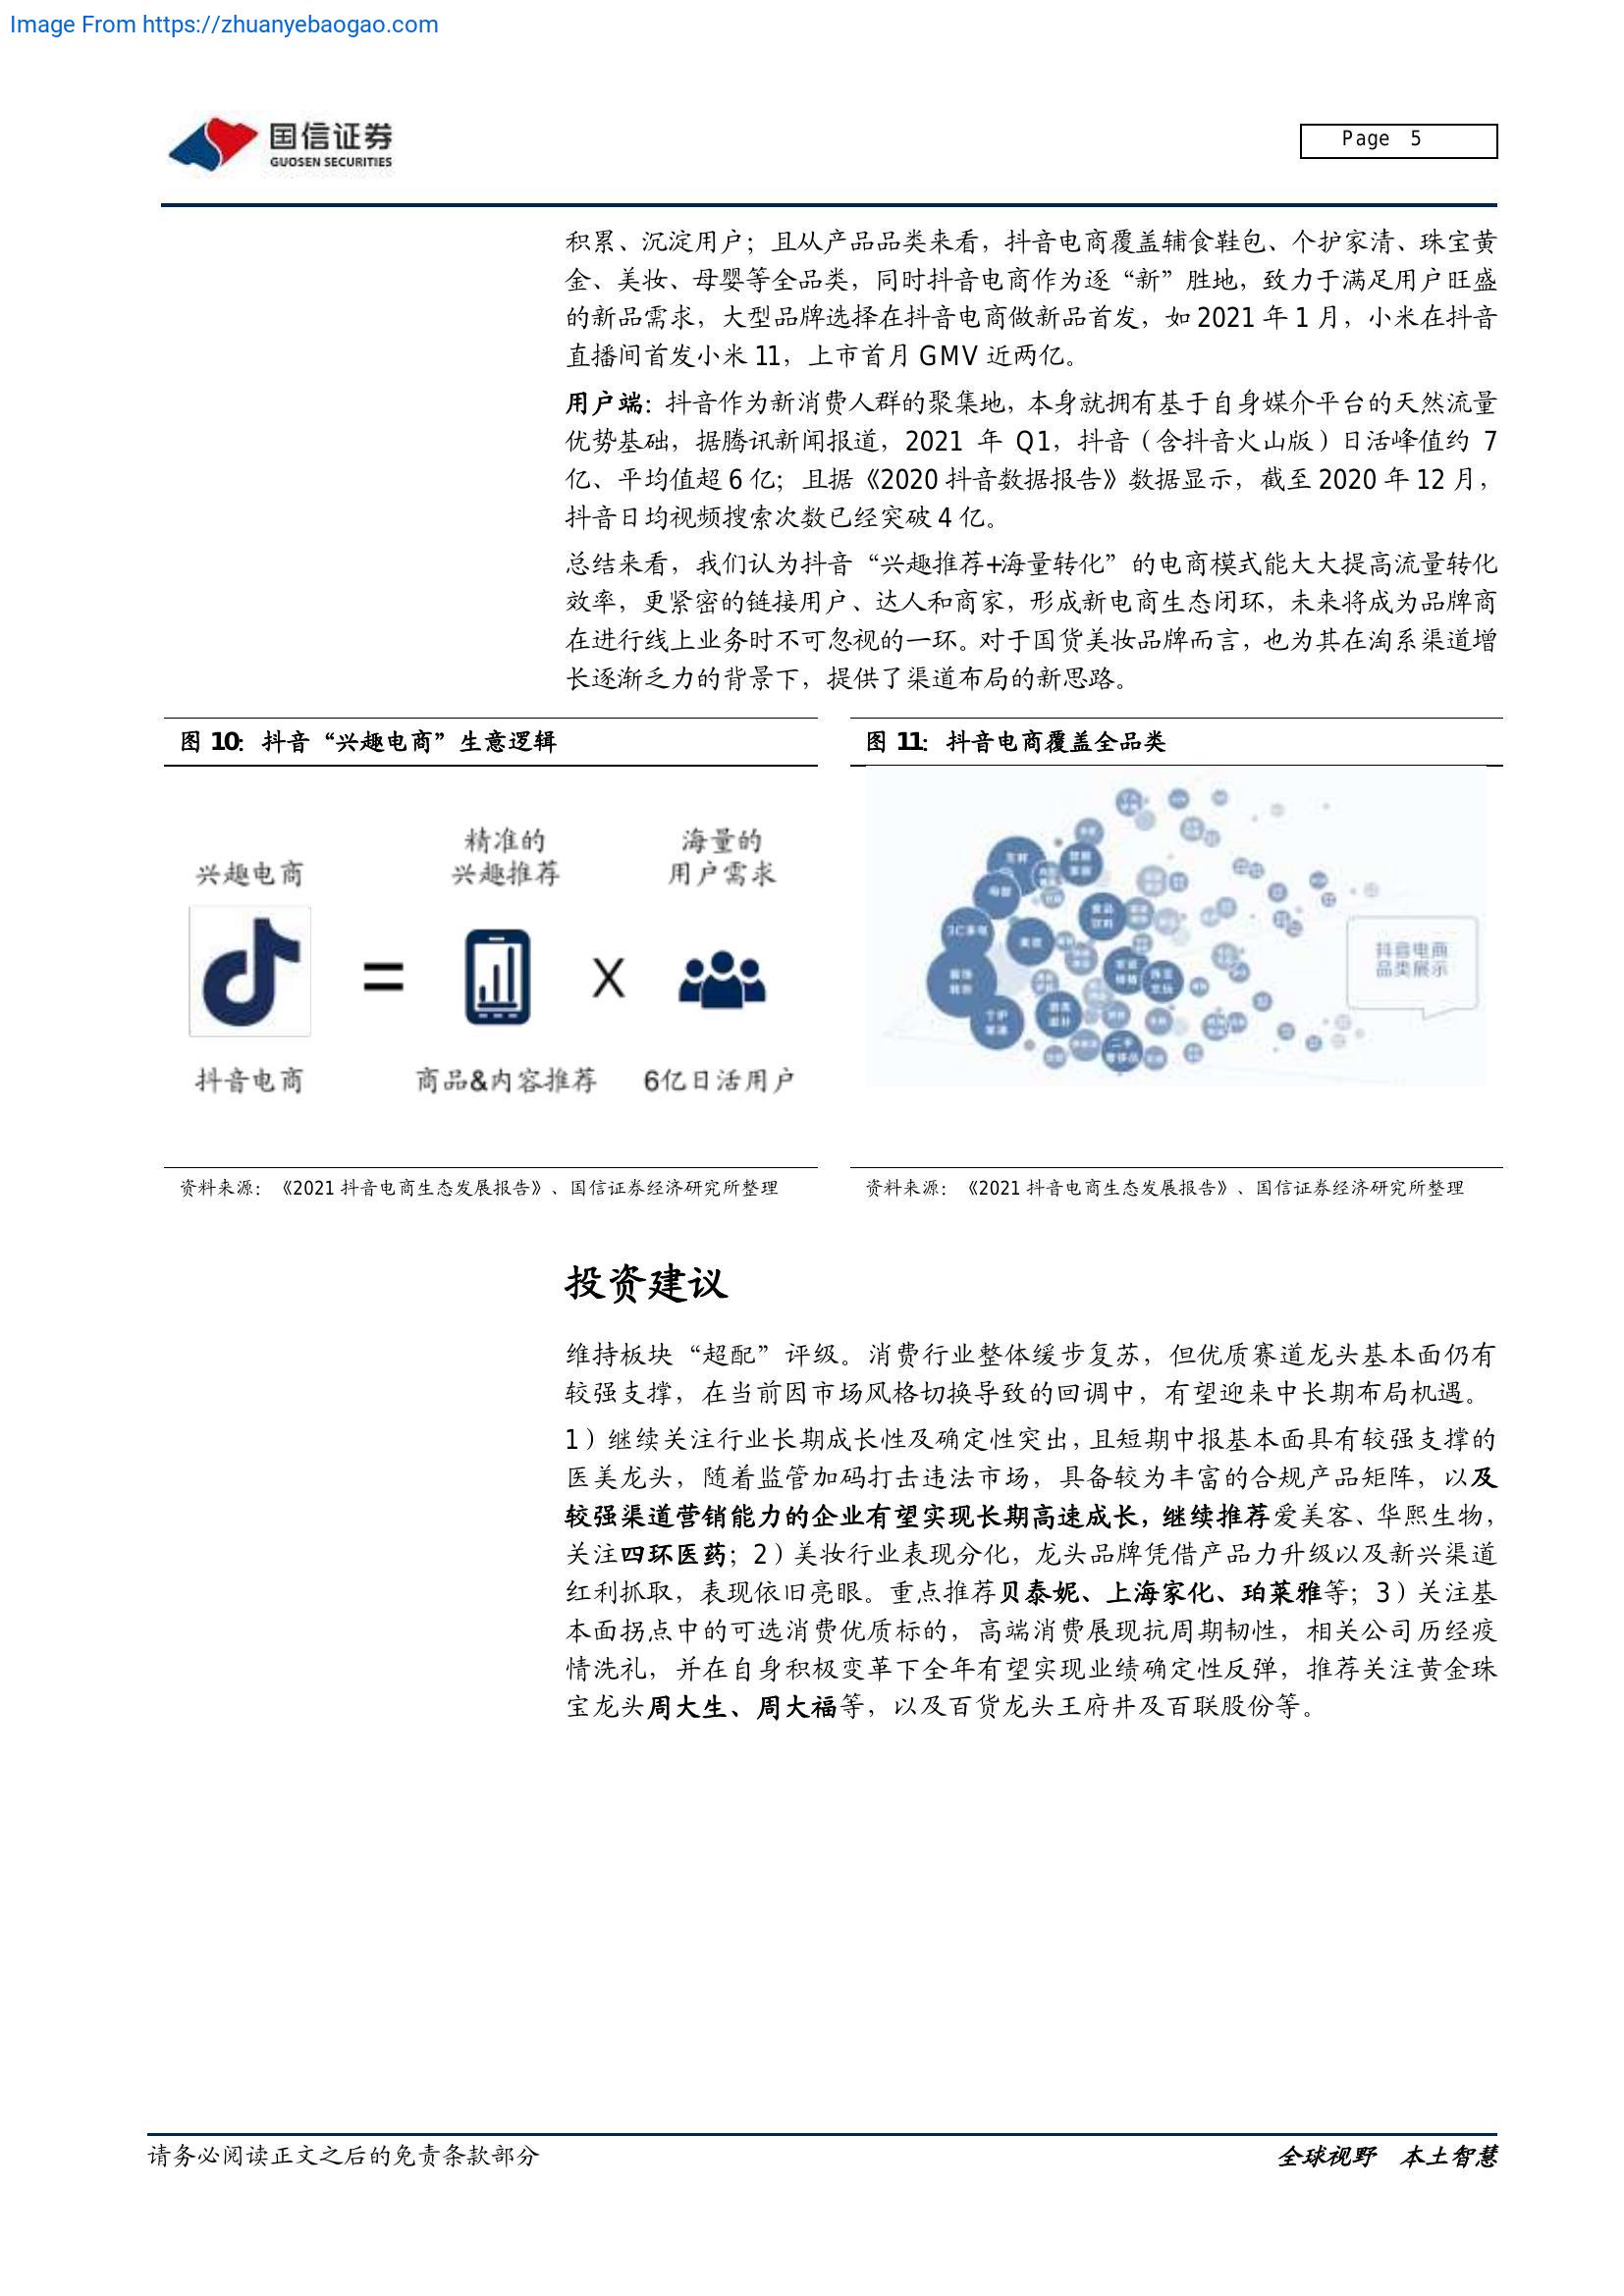 Image From https://zhuanyebaogao.com
国信证券
GUOSEN SECURITIES
Page 5
积累、沉淀用户；且从产品品类来看，抖音电商覆盖辅食鞋包、个护家清、珠宝黄
金、美妆、母婴等全品类，同时抖音电商作为逐“新”胜地，致力于满足用户旺盛
的新品需求，大型品牌选择在抖音电商做新品首发，如 2021 年 1 月，小米在抖音
直播间首发小米 11，上市首月 GMV 近两亿。
用户端：抖音作为新消费人群的聚集地，本身就拥有基于自身媒介平台的天然流量
优势基础，据腾讯新闻报道，2021 年 Q1，抖音（含抖音火山版）日活峰值约 7
亿、平均值超 6 亿；且据《2020 抖音数据报告》数据显示，截至 2020 年 12 月，
抖音日均视频搜索次数已经突破 4 亿。
总结来看，我们认为抖音“兴趣推荐+海量转化”的电商模式能大大提高流量转化
效率，更紧密的链接用户、达人和商家，形成新电商生态闭环，未来将成为品牌商
在进行线上业务时不可忽视的一环。对于国货美妆品牌而言，也为其在淘系渠道增
长逐渐乏力的背景下，提供了渠道布局的新思路。
图 10：抖音“兴趣电商”生意逻辑
兴趣电商
精准的
兴趣推荐
海量的
用户需求
=
X
抖音电商
商品&内容推荐
6亿日活用户
资料来源：《2021 抖音电商生态发展报告》、国信证券经济研究所整理
图 11：抖音电商覆盖全品类
3C家电
美妆
食品
饮料
个护
家清
二手
奢侈品
抖音电商
品类展示
资料来源：《2021 抖音电商生态发展报告》、国信证券经济研究所整理
投资建议
维持板块“超配”评级。消费行业整体缓步复苏，但优质赛道龙头基本面仍有
较强支撑，在当前因市场风格切换导致的回调中，有望迎来中长期布局机遇。
1）继续关注行业长期成长性及确定性突出，且短期中报基本面具有较强支撑的
医美龙头，随着监管加码打击违法市场，具备较为丰富的合规产品矩阵，以及
较强渠道营销能力的企业有望实现长期高速成长，继续推荐爱美客、华熙生物，
关注四环医药；2）美妆行业表现分化，龙头品牌凭借产品力升级以及新兴渠道
红利抓取，表现依旧亮眼。重点推荐贝泰妮、上海家化、珀莱雅等；3）关注基
本面拐点中的可选消费优质标的，高端消费展现抗周期韧性，相关公司历经疫
情洗礼，并在自身积极变革下全年有望实现业绩确定性反弹，推荐关注黄金珠
宝龙头周大生、周大福等，以及百货龙头王府井及百联股份等。
请务必阅读正文之后的免责条款部分
全球视野 本土智慧